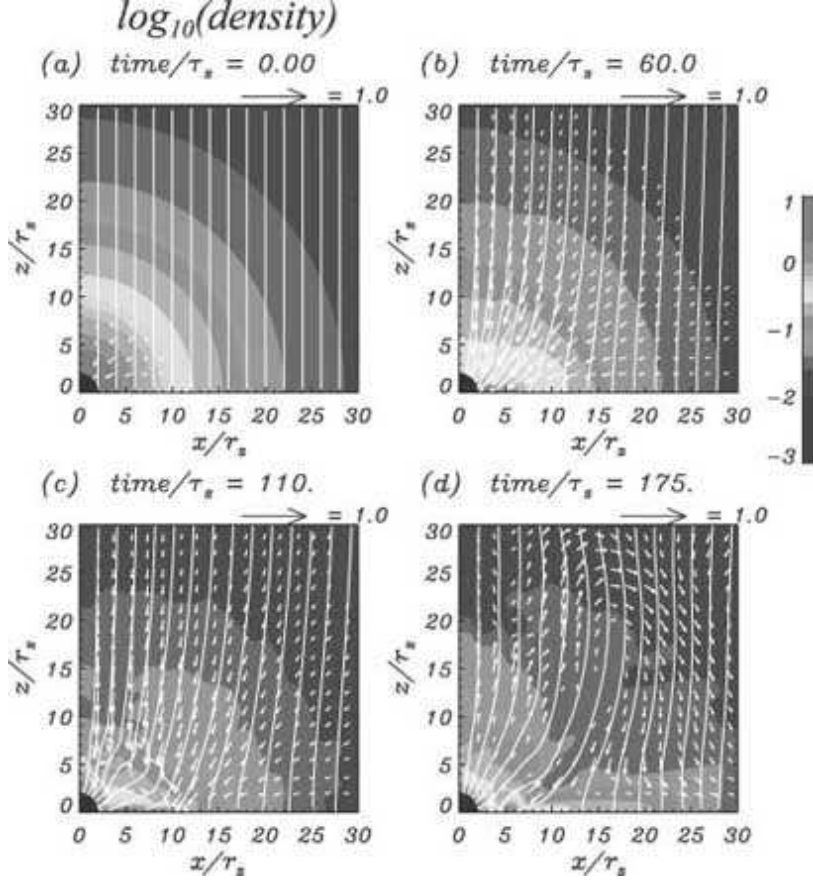 log₁₀(density)
(a) time/τₛ = 0.00
= 1.0
30
25
20
15
10
5
0
z/rₛ
0 5 10 15 20 25 30
x/rₛ
(b) time/τₛ = 60.0
= 1.0
30
25
20
15
10
5
0
z/rₛ
0 5 10 15 20 25 30
x/rₛ
1
0
−1
−2
−3
(c) time/τₛ = 110.
= 1.0
30
25
20
15
10
5
0
z/rₛ
0 5 10 15 20 25 30
x/rₛ
(d) time/τₛ = 175.
= 1.0
30
25
20
15
10
5
0
z/rₛ
0 5 10 15 20 25 30
x/rₛ